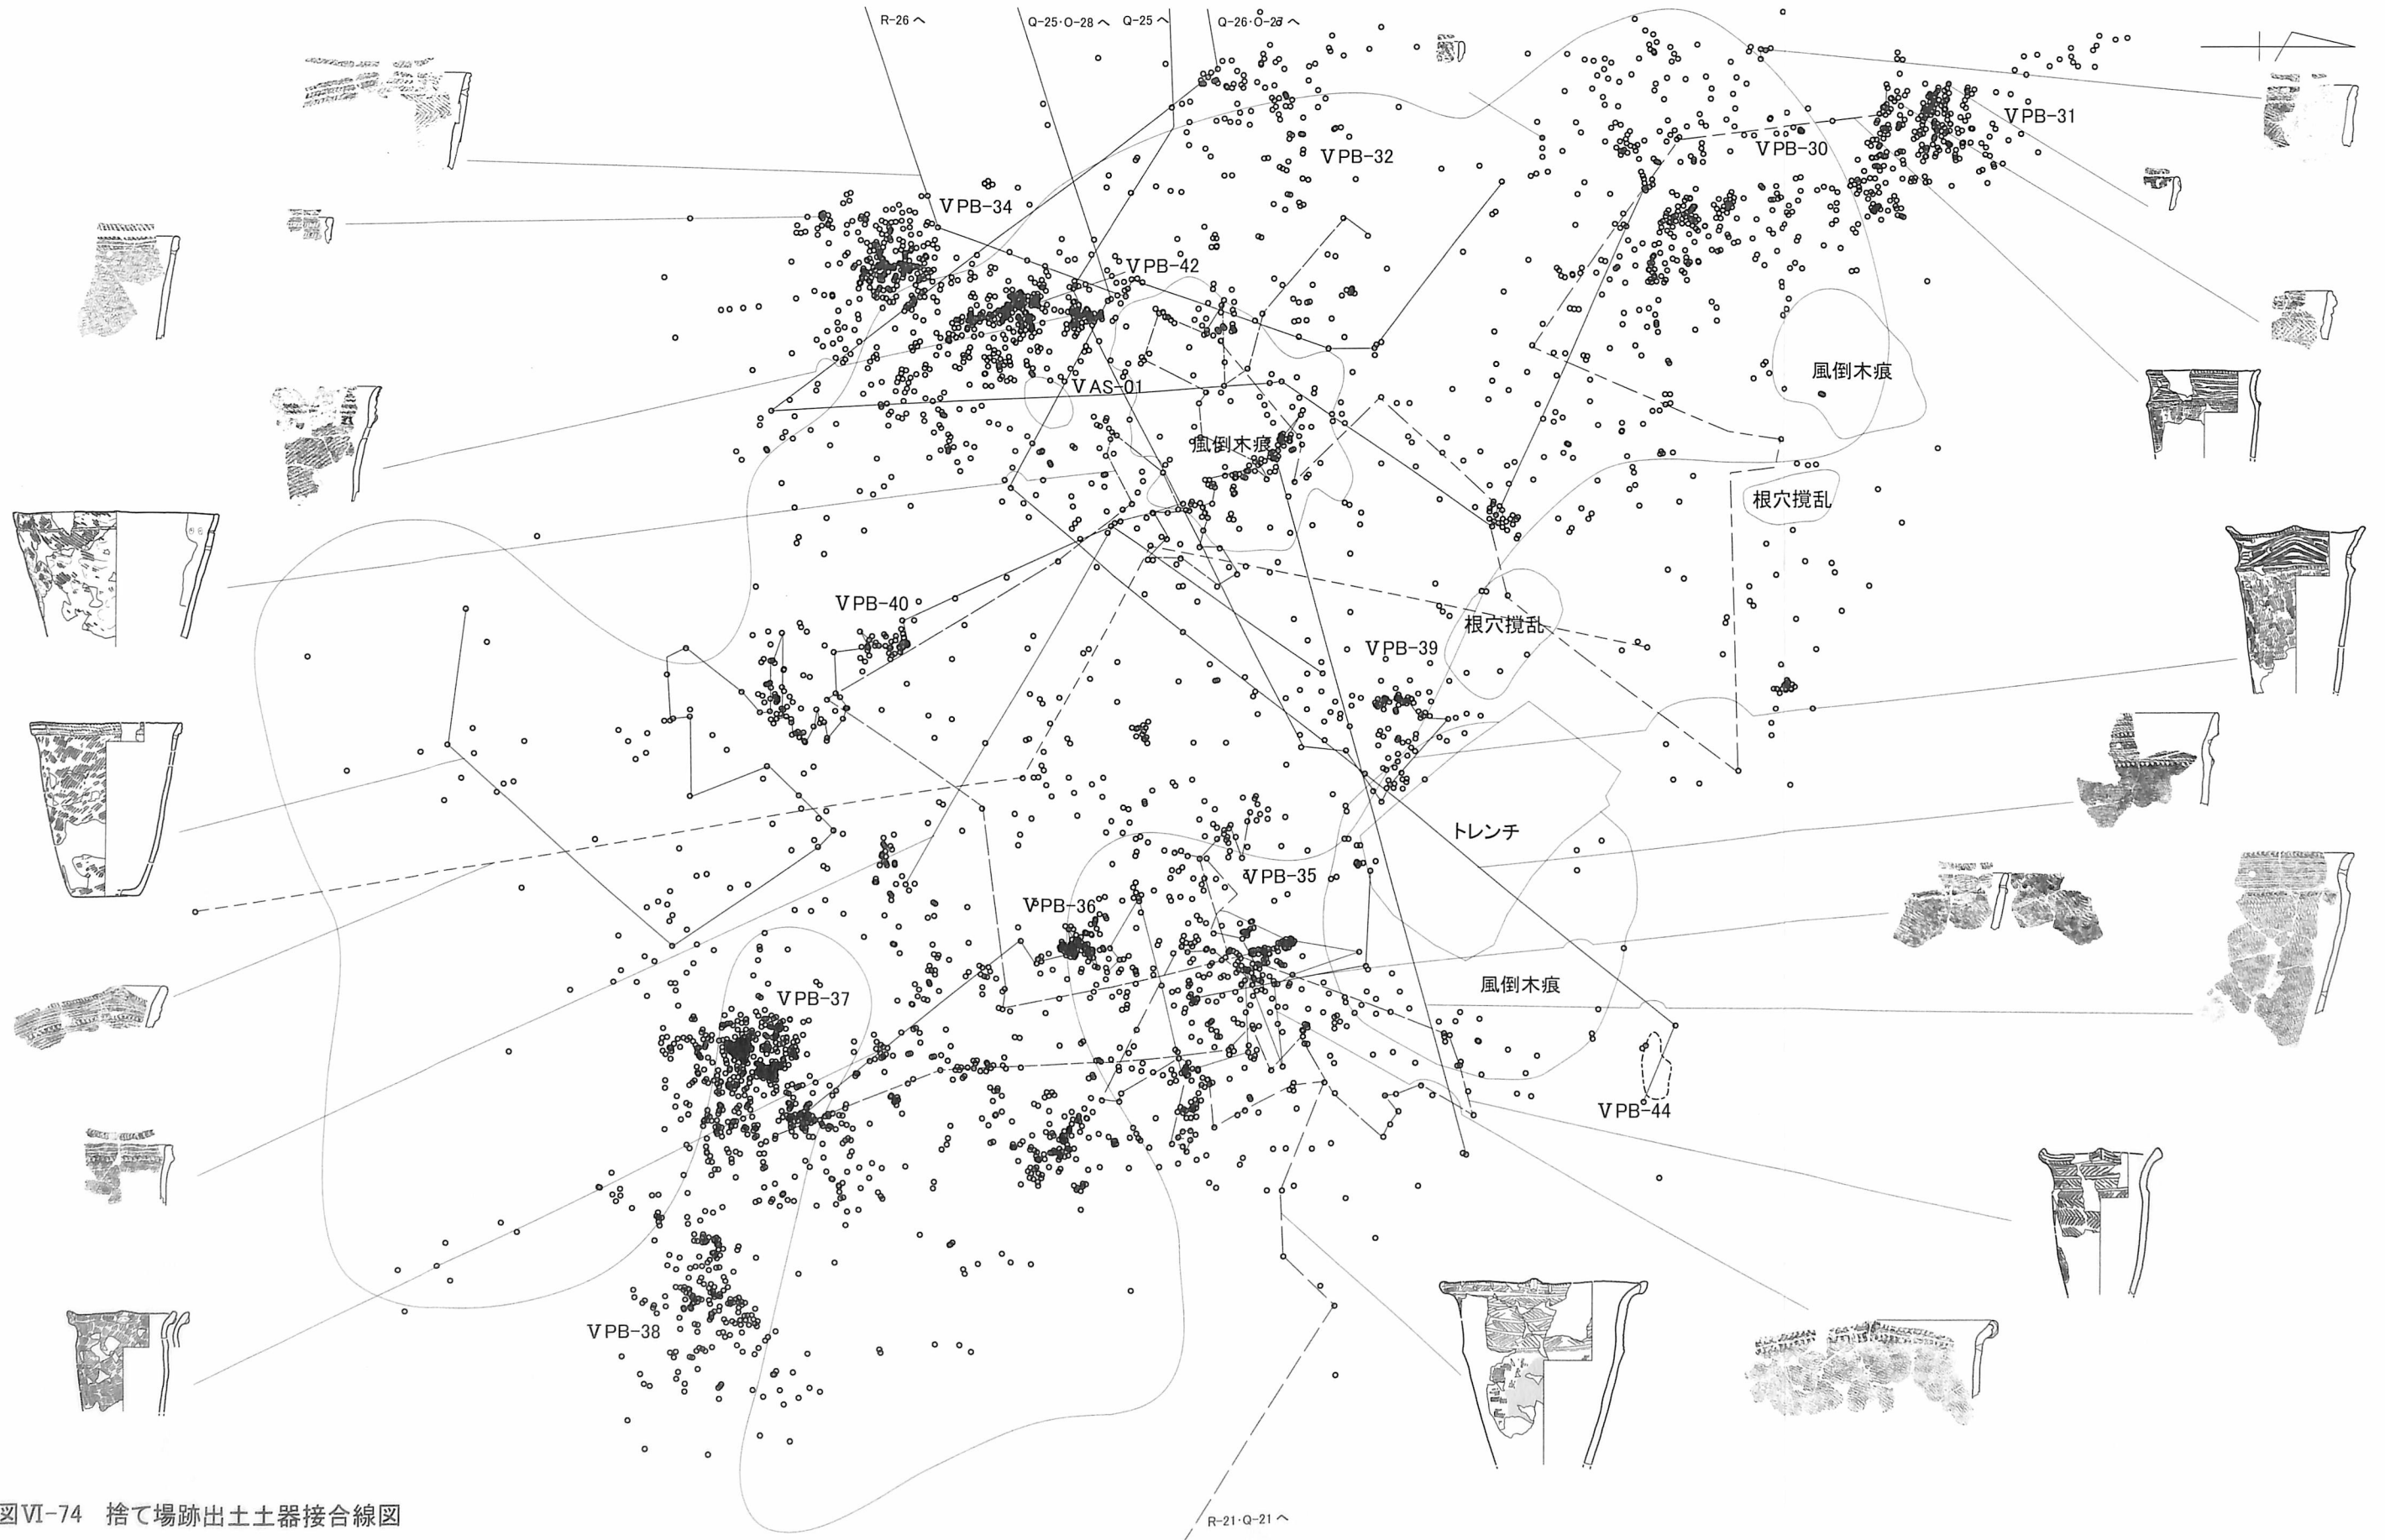 R-26へ
Q-25·O-28へ
Q-25へ
Q-26·O-27へ
VPB-31
VPB-30
VPB-32
VPB-34
VPB-42
VAS-01
風倒木痕
風倒木痕
根穴撹乱
VPB-40
根穴撹乱
VPB-39
トレンチ
VPB-35
VPB-36
風倒木痕
VPB-37
VPB-44
VPB-38
図Ⅵ-74 捨て場跡出土土器接合線図
R-21·Q-21へ